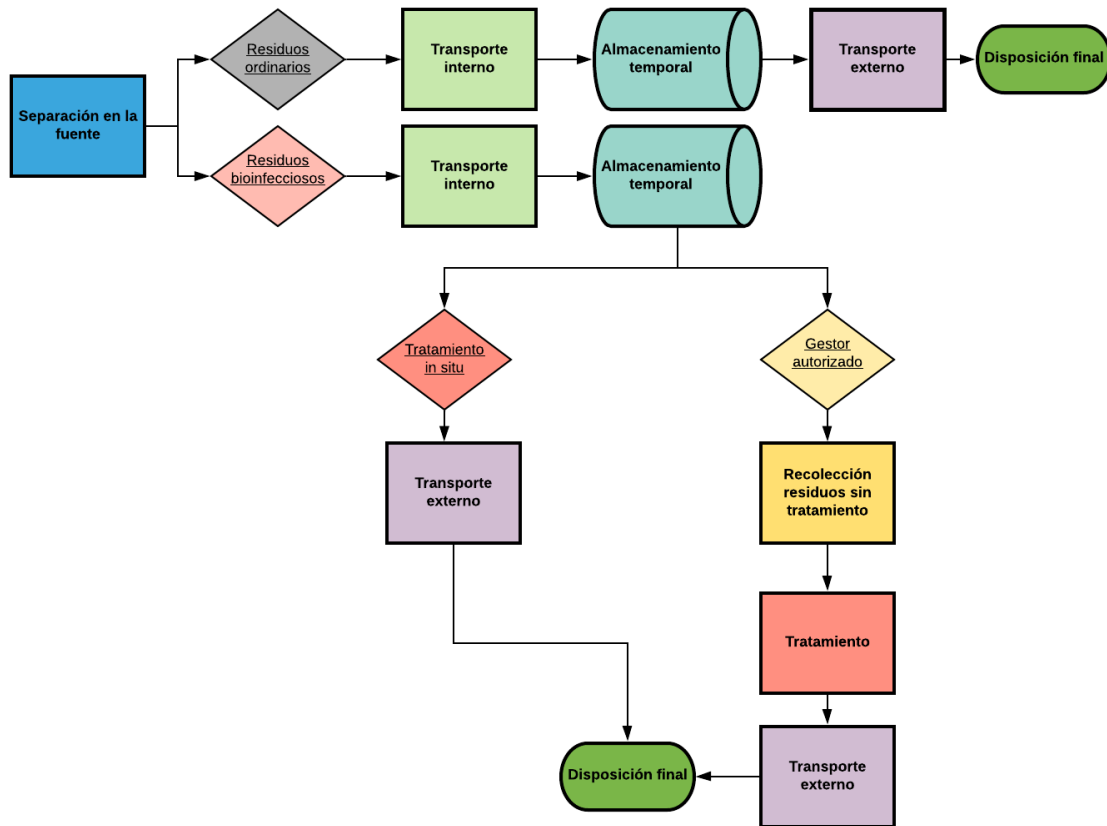 Separación en la
fuente
Residuos
ordinarios
Transporte
interno
Almacenamiento
temporal
Transporte
externo
Disposición final
Residuos
bioinfecciosos
Transporte
interno
Almacenamiento
temporal
Tratamiento
in situ
Transporte
externo
Gestor
autorizado
Recolección
residuos sin
tratamiento
Tratamiento
Transporte
externo
Disposición final